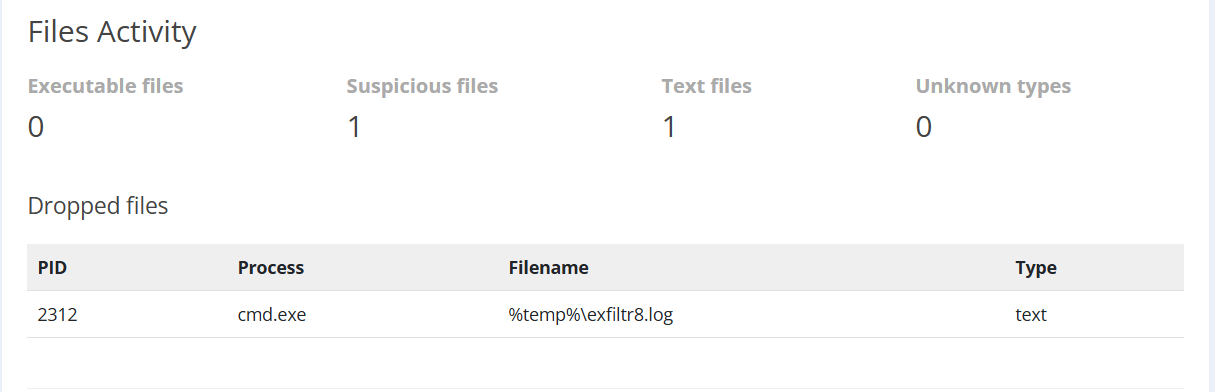 Files Activity
Executable files Suspicious files Text files Unknown types
0 1 1 0
Dropped files
PID Process Filename Type
2312 cmd.exe %temp%\exfiltr8.log text